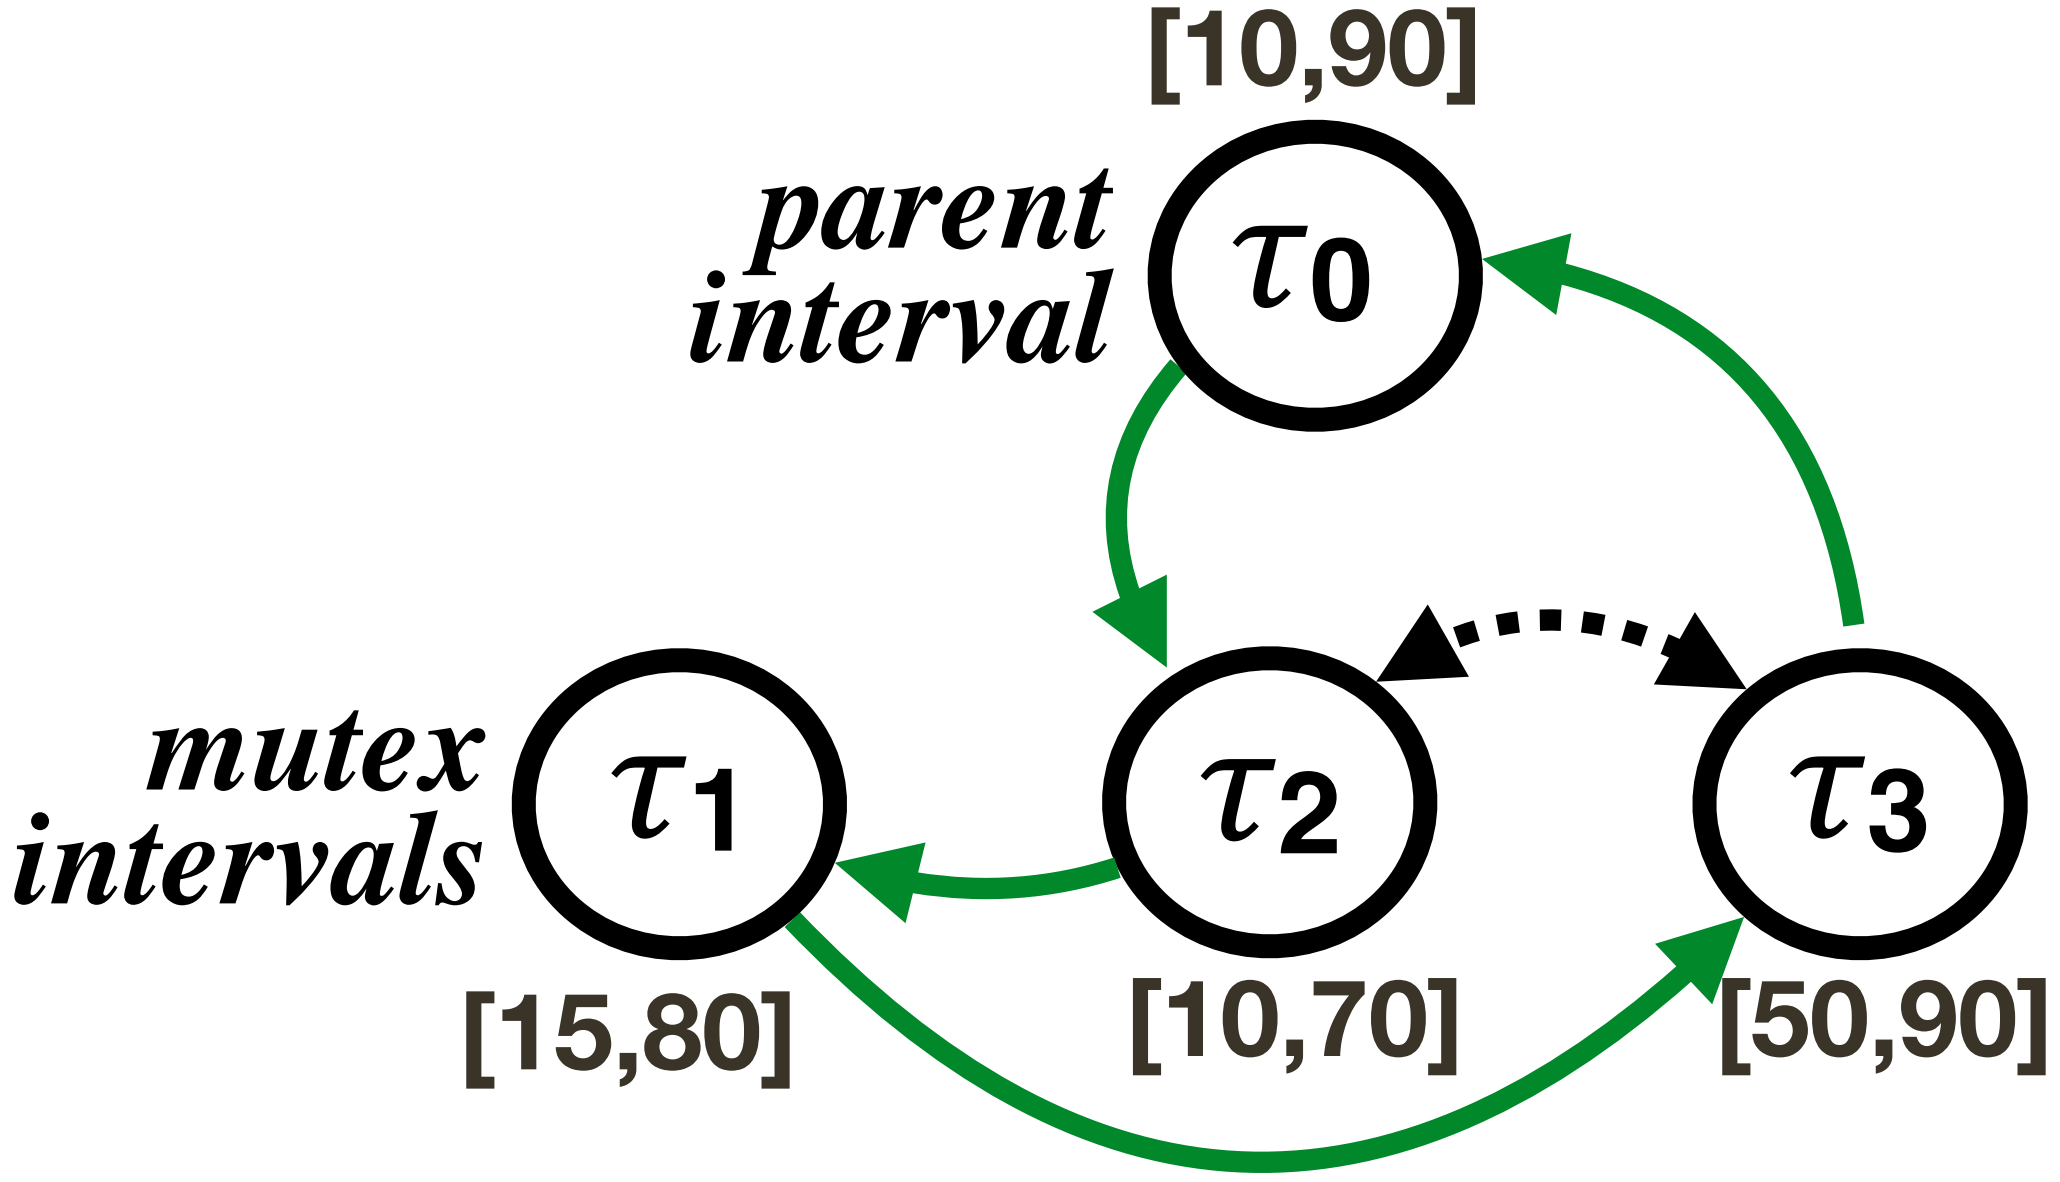 [10,90]
parent
interval
τ0
mutex
intervals
τ1
τ2
τ3
[15,80]
[10,70]
[50,90]